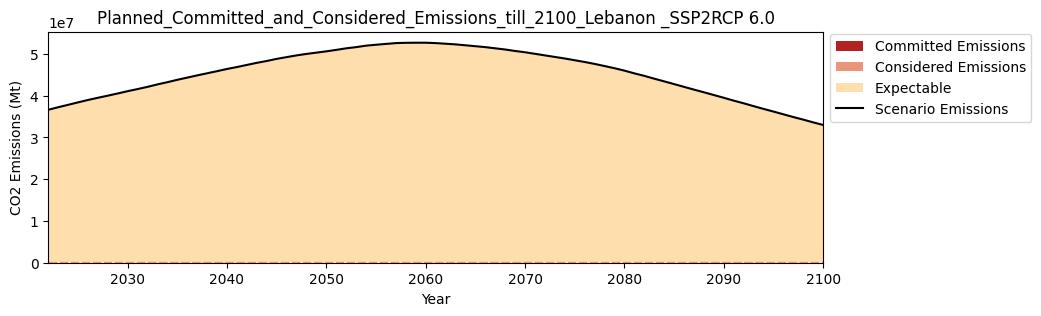 Planned_Committed_and_Considered_Emissions_till_2100_Lebanon _SSP2RCP 6.0
1e7
5
4
3
2
1
0
CO2 Emissions (Mt)
2030 2040 2050 2060 2070 2080 2090 2100
Year
Committed Emissions
Considered Emissions
Expectable
Scenario Emissions